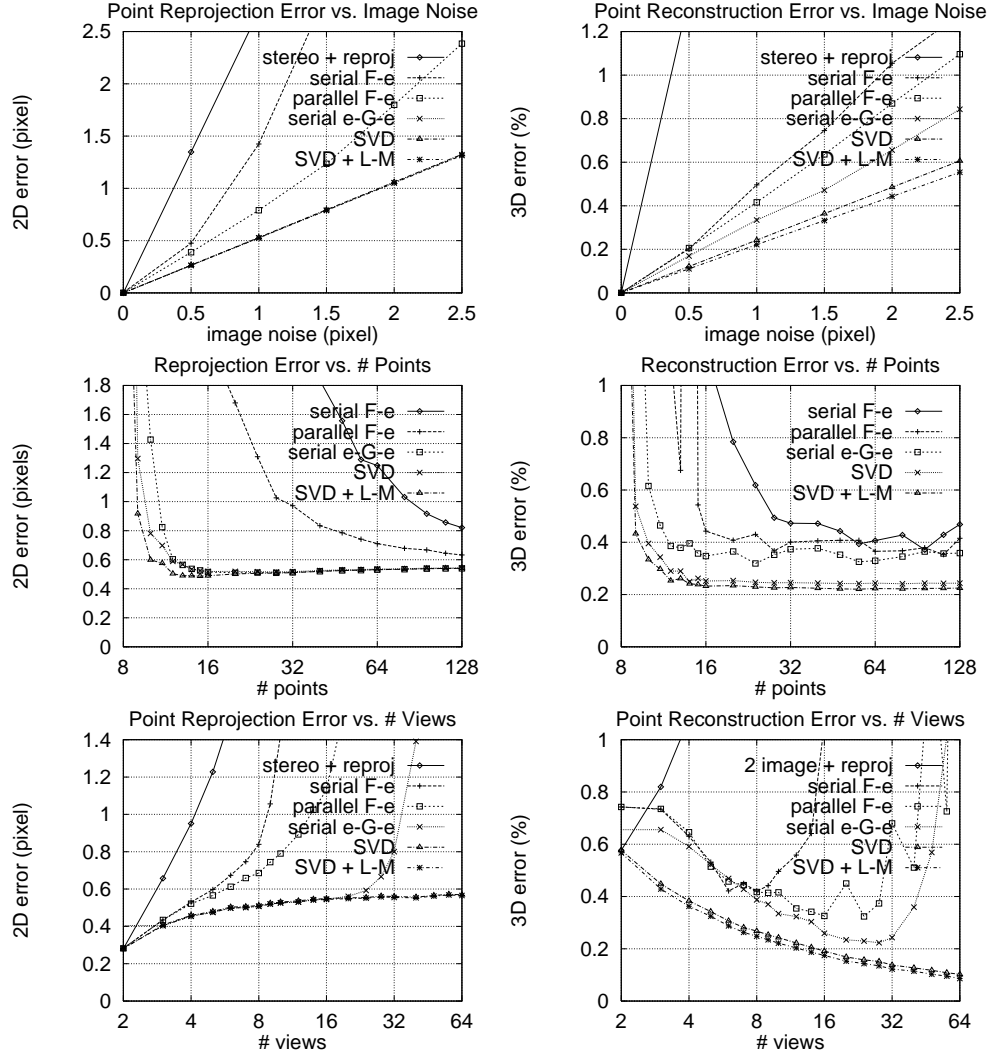 Point Reprojection Error vs. Image Noise
2D error (pixel)
2.5
2
1.5
1
0.5
0
stereo + reproj
serial F-e
parallel F-e
serial e-G-e
SVD
SVD + L-M
0 0.5 1 1.5 2 2.5
image noise (pixel)
Point Reconstruction Error vs. Image Noise
3D error (%)
1.2
1
0.8
0.6
0.4
0.2
0
stereo + reproj
serial F-e
parallel F-e
serial e-G-e
SVD
SVD + L-M
0 0.5 1 1.5 2 2.5
image noise (pixel)
Reprojection Error vs. # Points
2D error (pixels)
1.8
1.6
1.4
1.2
1
0.8
0.6
0.4
0.2
0
serial F-e
parallel F-e
serial e-G-e
SVD
SVD + L-M
8 16 32 64 128
# points
Reconstruction Error vs. # Points
3D error (%)
1
0.8
0.6
0.4
0.2
0
serial F-e
parallel F-e
serial e-G-e
SVD
SVD + L-M
8 16 32 64 128
# points
Point Reprojection Error vs. # Views
2D error (pixel)
1.4
1.2
1
0.8
0.6
0.4
0.2
0
stereo + reproj
serial F-e
parallel F-e
serial e-G-e
SVD
SVD + L-M
2 4 8 16 32 64
# views
Point Reconstruction Error vs. # Views
3D error (%)
1
0.8
0.6
0.4
0.2
0
2 image + reproj
serial F-e
parallel F-e
serial e-G-e
SVD
SVD + L-M
2 4 8 16 32 64
# views